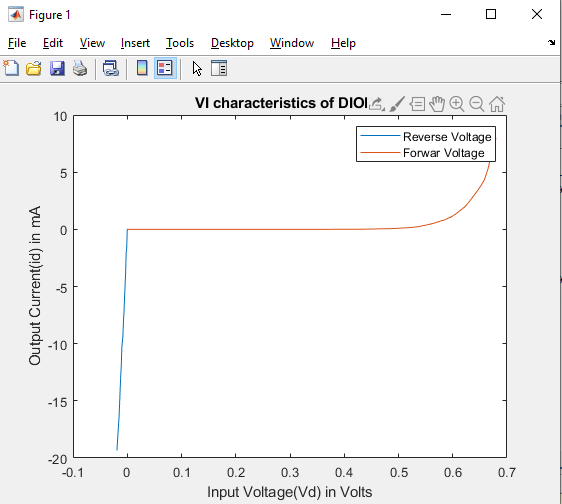 Figure 1
File Edit View Insert Tools Desktop Window Help
VI characteristics of DIOI
Reverse Voltage
Forwar Voltage
10
5
0
-5
-10
-15
-20
Output Current(id) in mA
-0.1 0 0.1 0.2 0.3 0.4 0.5 0.6 0.7
Input Voltage(Vd) in Volts